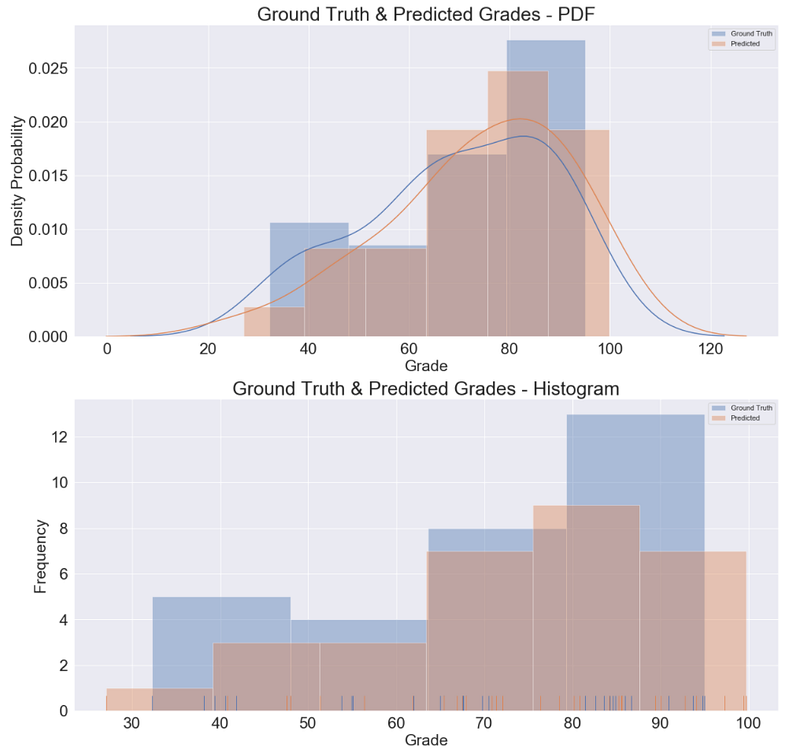 Ground Truth & Predicted Grades - PDF
Ground Truth
Predicted
Density Probability
0.025
0.020
0.015
0.010
0.005
0.000
0 20 40 60 80 100 120
Grade
Ground Truth & Predicted Grades - Histogram
Ground Truth
Predicted
Frequency
12
10
8
6
4
2
0
30 40 50 60 70 80 90 100
Grade